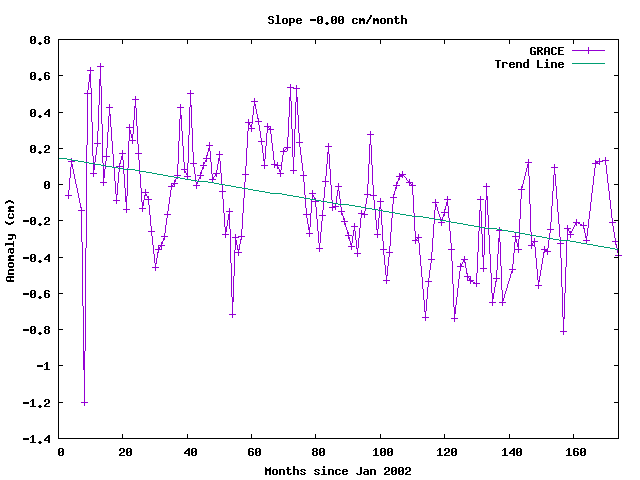 Slope -0.00 cm/month
GRACE
Trend Line
0.8
0.6
0.4
0.2
0
-0.2
-0.4
-0.6
-0.8
-1
-1.2
-1.4
Anomaly (cm)
0 20 40 60 80 100 120 140 160
Months since Jan 2002